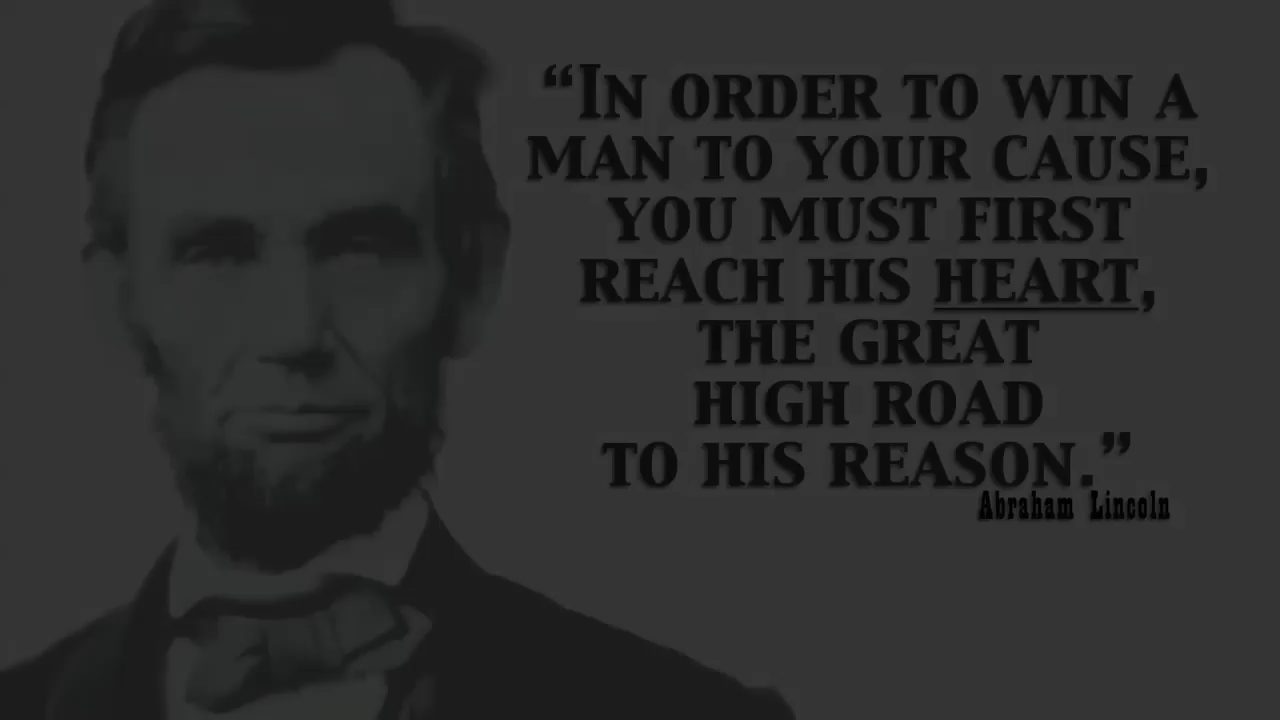 “In order to win a
man to your cause,
you must first
reach his heart,
the great
high road
to his reason.”
Abraham Lincoln